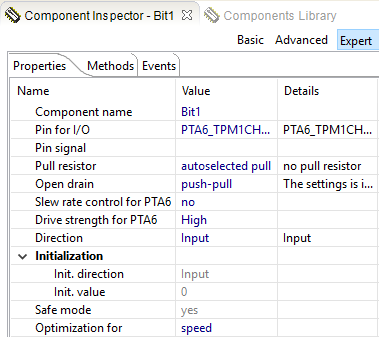 Component Inspector - Bit1 Components Library
Basic Advanced Expert
Properties Methods Events
Name Value Details
Component name Bit1
Pin for I/O PTA6_TPM1CH... PTA6_TPM1CH...
Pin signal
Pull resistor autoselected pull no pull resistor
Open drain push-pull The settings is i...
Slew rate control for PTA6 no
Drive strength for PTA6 High
Direction Input Input
Initialization
Init. direction Input
Init. value 0
Safe mode yes
Optimization for speed